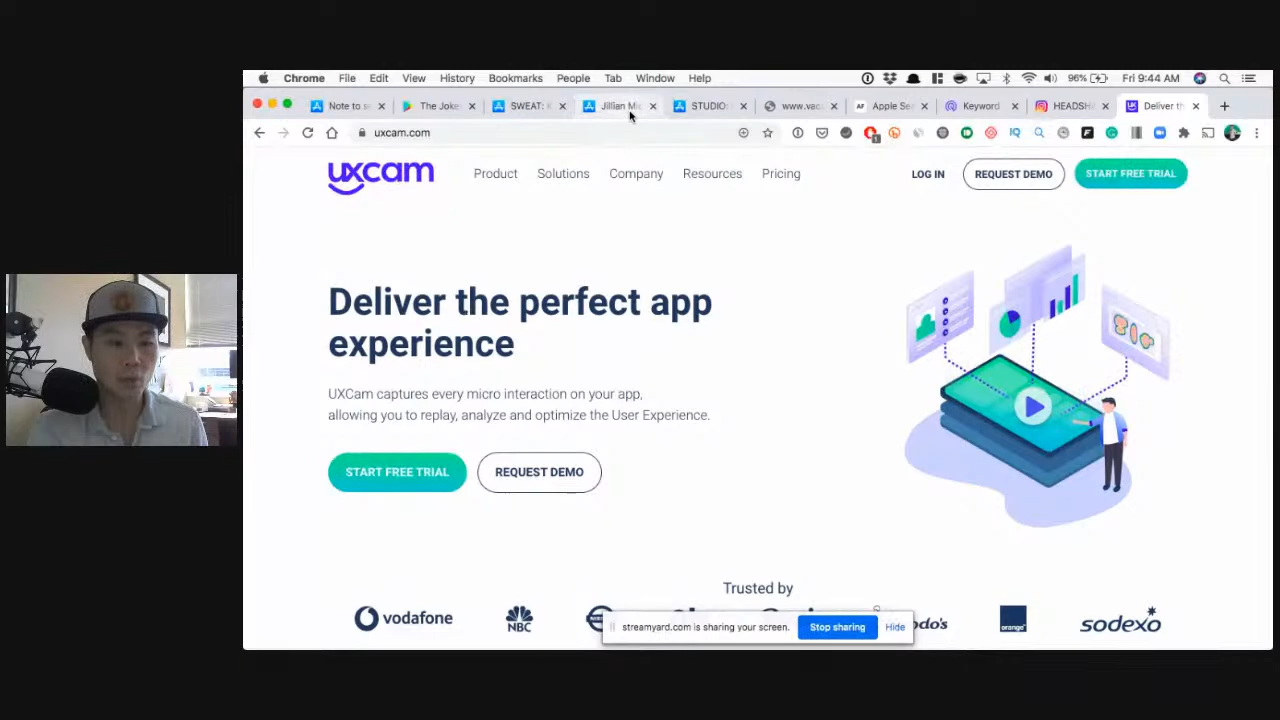 Chrome File Edit View History Bookmarks People Tab Window Help 96% Fri 9:44 AM
Note to The Joke SWEAT: Jillian STUDIO: Apple Keyword HEADSH Deliver
uxcam.com
uxcam Product Solutions Company Resources Pricing LOG IN REQUEST DEMO START FREE TRIAL
Deliver the perfect app
experience
UXCam captures every micro interaction on your app,
allowing you to replay, analyze and optimize the User Experience.
START FREE TRIAL REQUEST DEMO
Trusted by
vodafone NBC orange sodexo
streamyard.com is sharing your screen. Stop sharing Hide